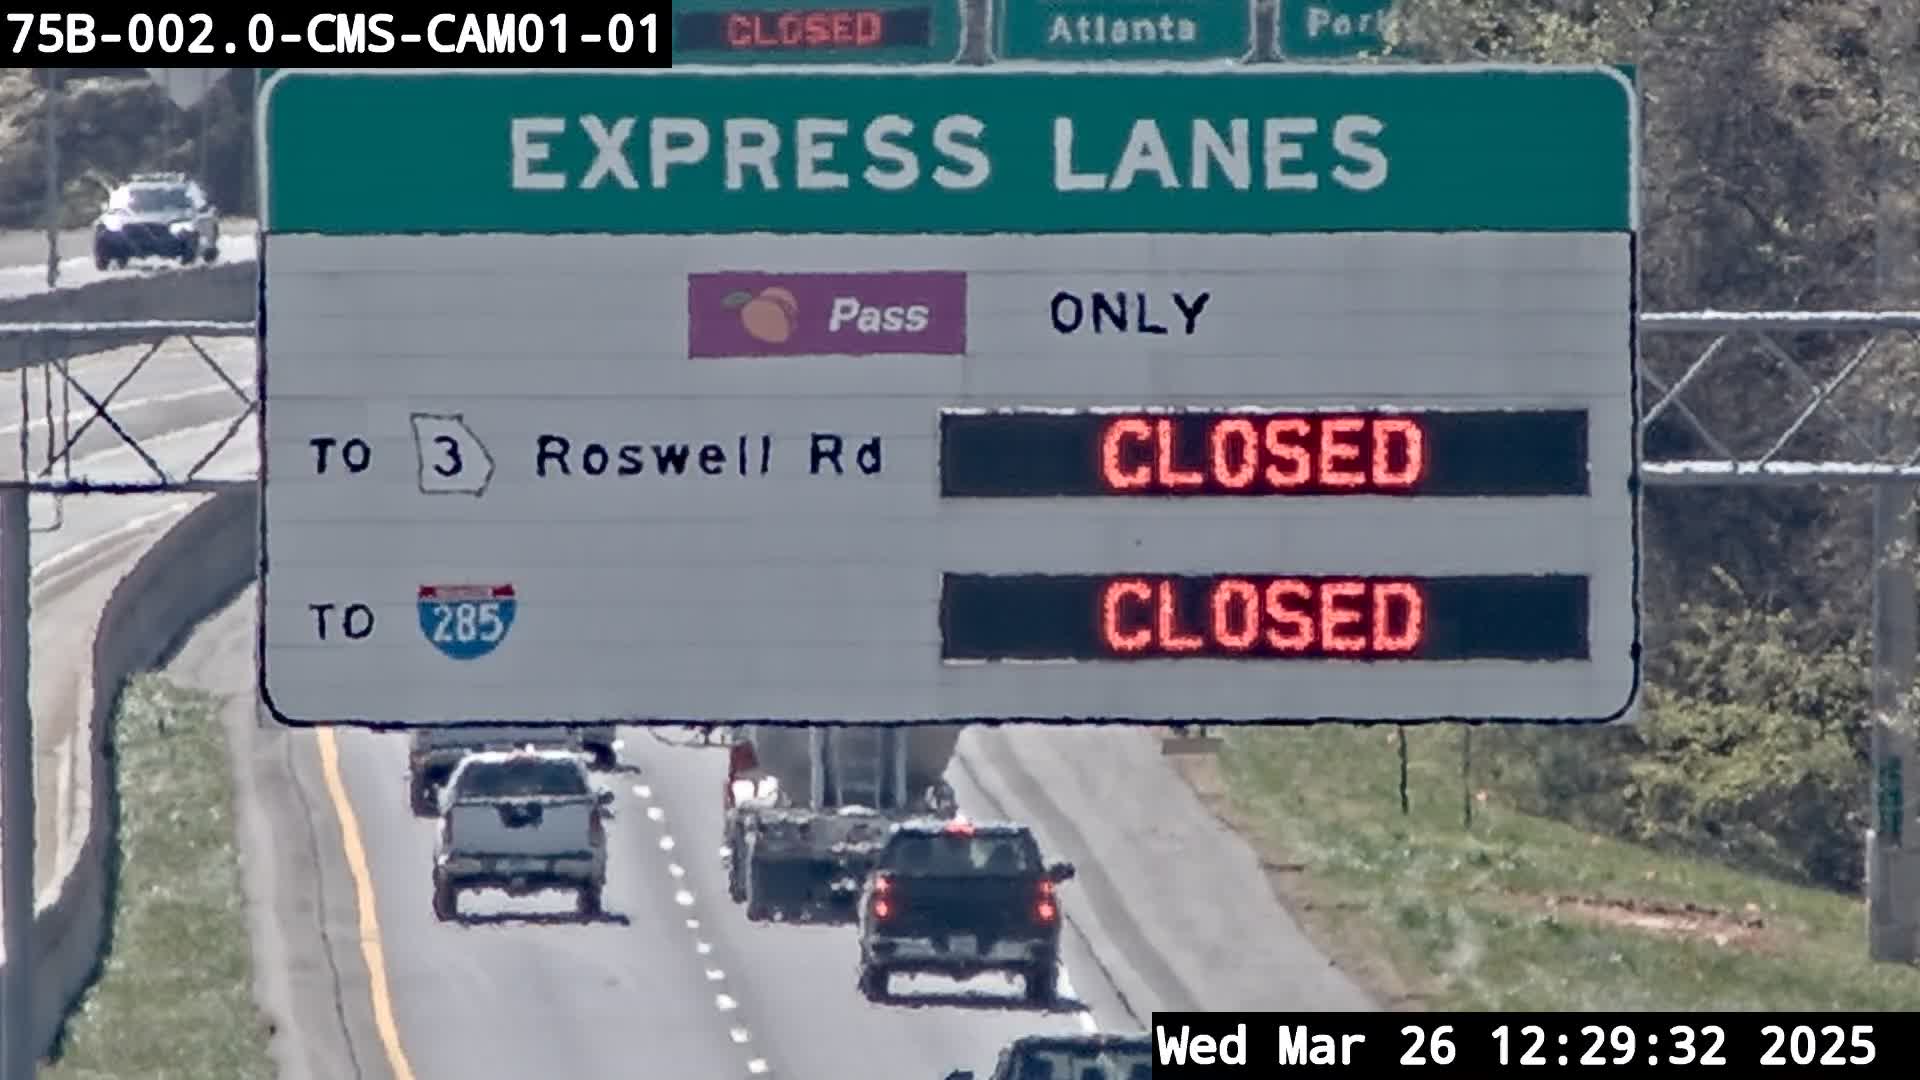 75B-002.0-CMS-CAM01-01
CLOSED
Atlanta
EXPRESS LANES
Pass ONLY
TO 3 Roswell Rd CLOSED
TO 285 CLOSED
Wed Mar 26 12:29:32 2025